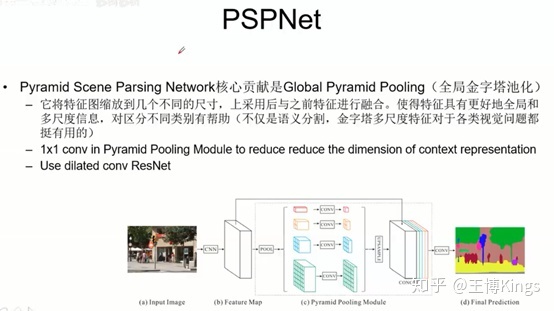 PSPNet
• Pyramid Scene Parsing Network核心贡献是Global Pyramid Pooling（全局金字塔池化）
– 它将特征图缩放到几个不同的尺寸，上采用后与之前特征进行融合。使得特征具有更好地全局和
多尺度信息，对区分不同类别有帮助（不仅是语义分割，金字塔多尺度特征对于各类视觉问题都
挺有用的）
– 1x1 conv in Pyramid Pooling Module to reduce reduce the dimension of context representation
– Use dilated conv ResNet
CNN
POOL
CONV
CONV
CONV
CONV
UPSAMPLE
CONCAT
CONV
(a) Input Image
(b) Feature Map
(c) Pyramid Pooling Module
(d) Final Prediction
知乎 @王博Kings